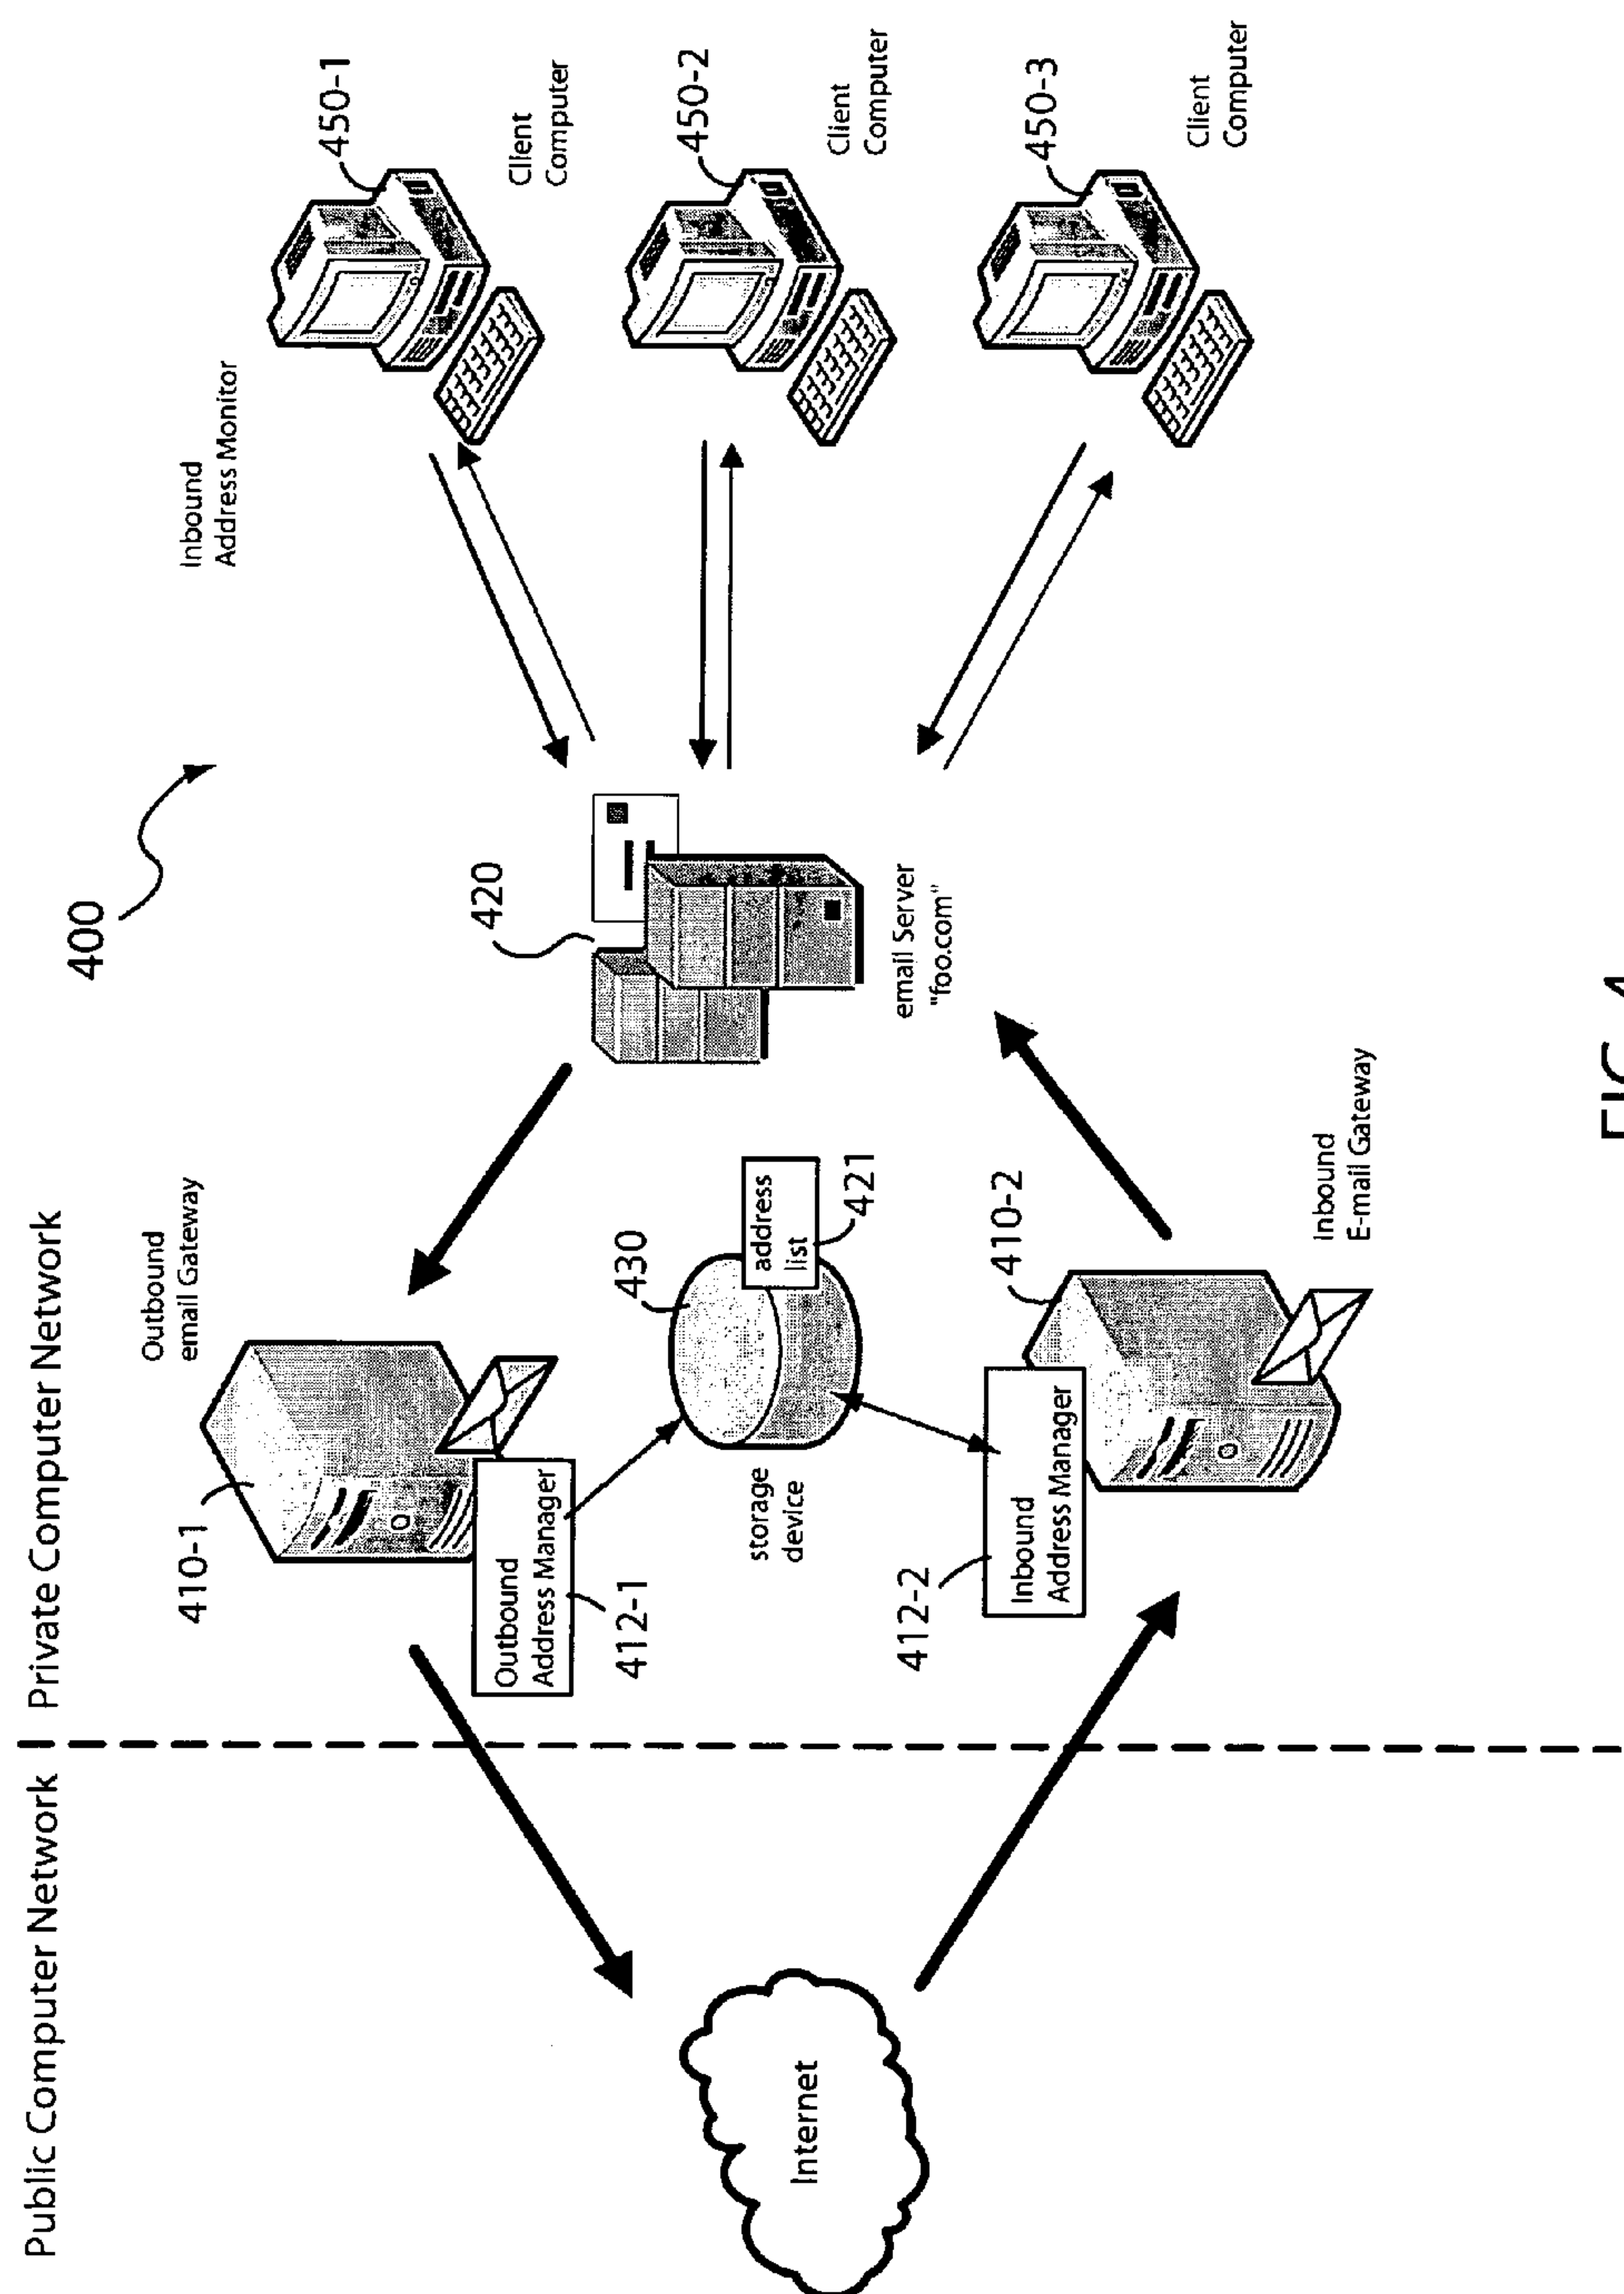 Public Computer Network
Private Computer Network
400
Outbound
email Gateway
410-1
Outbound
Address Manager
412-1
430
address
list
421
storage
device
412-2
Inbound
Address Manager
410-2
Inbound
E-mail Gateway
Internet
420
email Server
"foo.com"
Inbound
Address Monitor
450-1
Client
Computer
450-2
Client
Computer
450-3
Client
Computer
FIG. 4